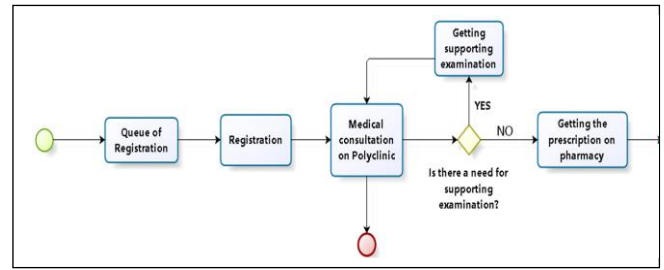 Getting
supporting
examination
YES
Queue of
Registration
Registration
Medical
consultation
on Polyclinic
NO
Getting the
prescription on
pharmacy
Is there a need for
supporting
examination?